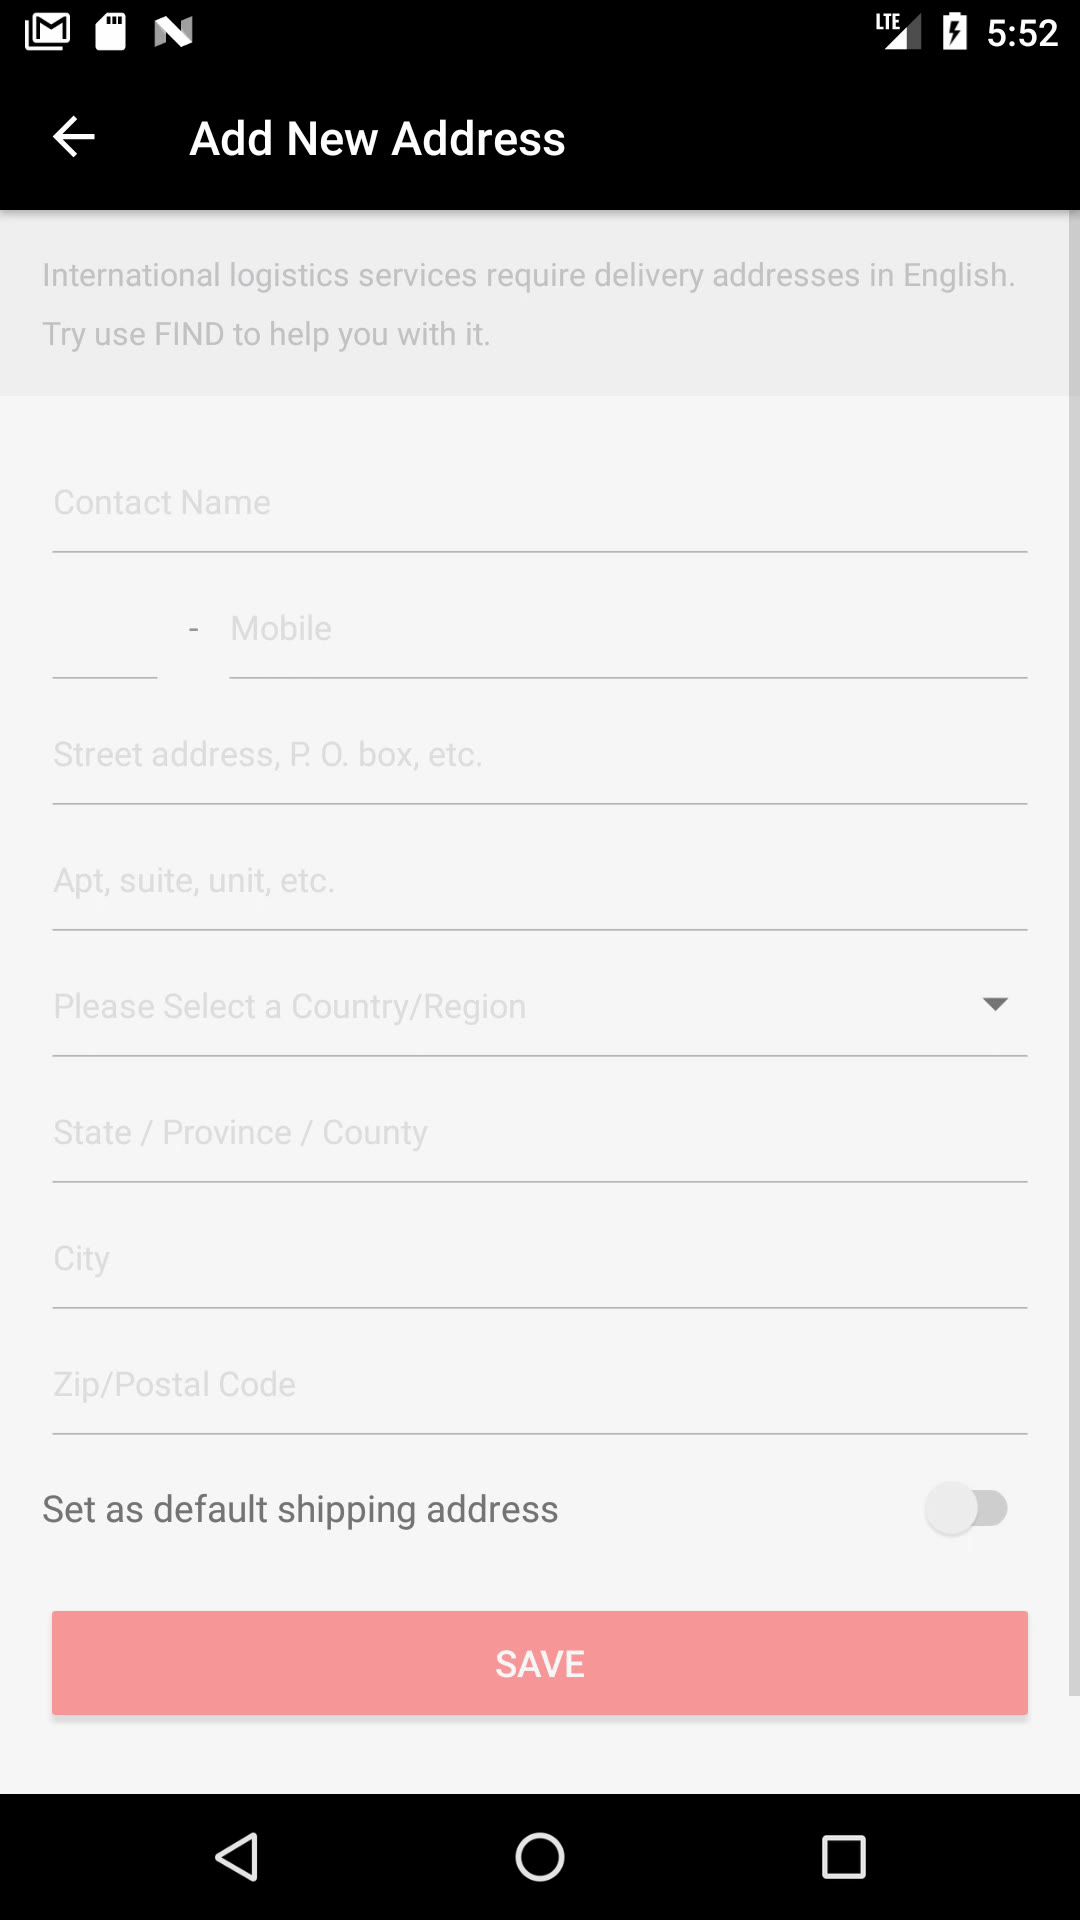 LTE 5:52
Add New Address
International logistics services require delivery addresses in English.
Try use FIND to help you with it.
Contact Name
- Mobile
Street address, P. O. box, etc.
Apt, suite, unit, etc.
Please Select a Country/Region
State / Province / County
City
Zip/Postal Code
Set as default shipping address
SAVE